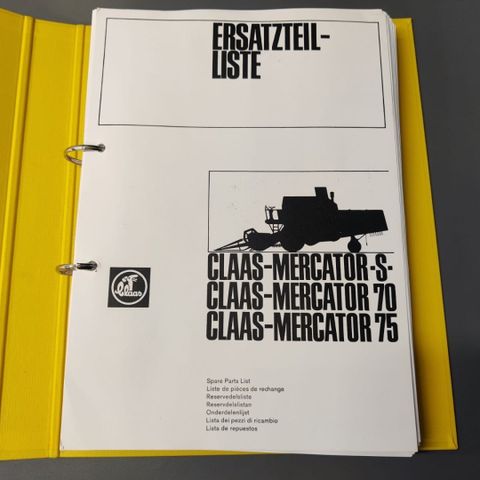 ERSATZTEIL-
LISTE
CLAAS-MERCATOR-S-
CLAAS-MERCATOR 70
CLAAS-MERCATOR 75
Claas
Spare Parts List
Liste de pièces de rechange
Reservedelsliste
Reservdelslistan
Onderdelenlijst
Lista dei pezzi di ricambio
Lista de repuestos